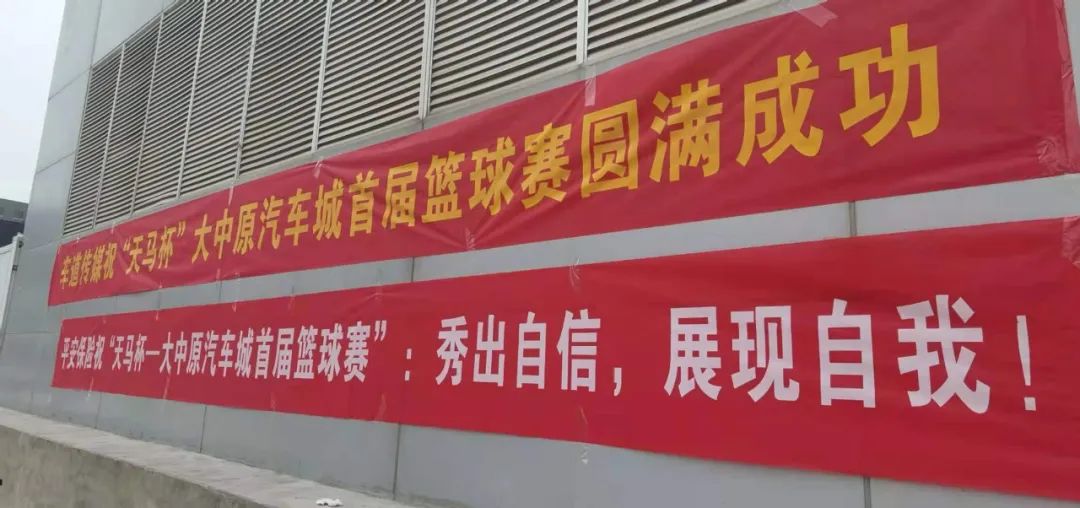 车道传媒祝“天马杯”大中原汽车城首届篮球赛圆满成功
平安保险祝“天马杯—大中原汽车城首届篮球赛”：秀出自信，展现自我！